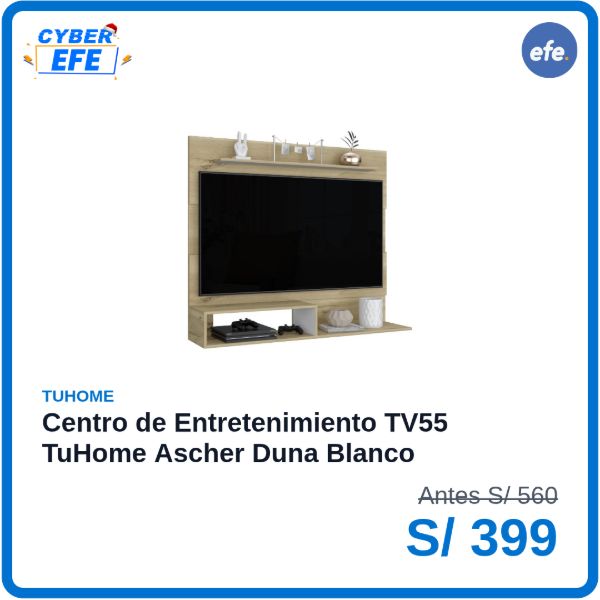 CYBER
EFE
efe.
TUHOME
Centro de Entretenimiento TV55
TuHome Ascher Duna Blanco
Antes S/ 560
S/ 399